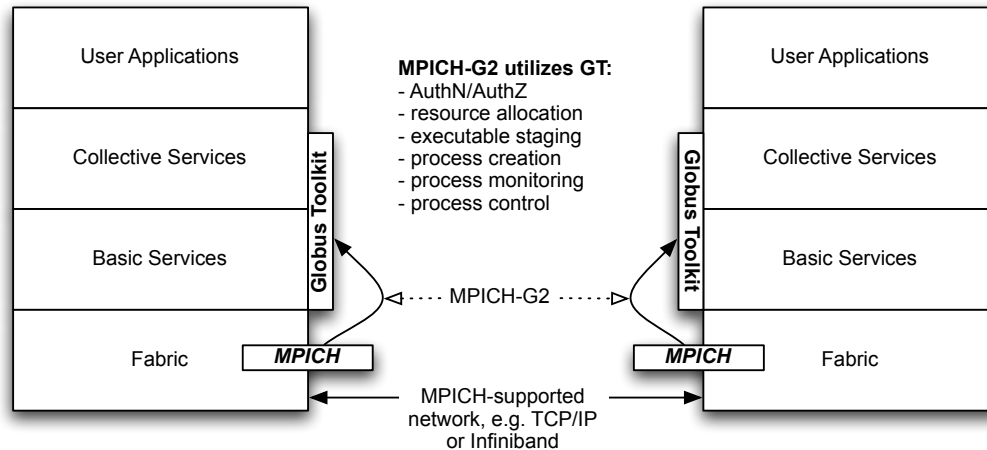 User Applications
Collective Services
Basic Services
Fabric
Globus Toolkit
MPICH
MPICH-G2 utilizes GT:
- AuthN/AuthZ
- resource allocation
- executable staging
- process creation
- process monitoring
- process control
MPICH-G2
MPICH-supported
network, e.g. TCP/IP
or Infiniband
User Applications
Collective Services
Basic Services
Fabric
Globus Toolkit
MPICH